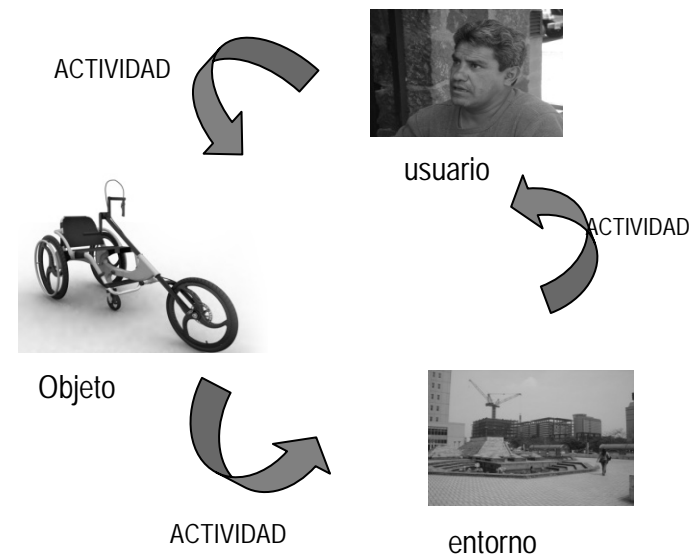 ACTIVIDAD
usuario
ACTIVIDAD
Objeto
ACTIVIDAD
entorno